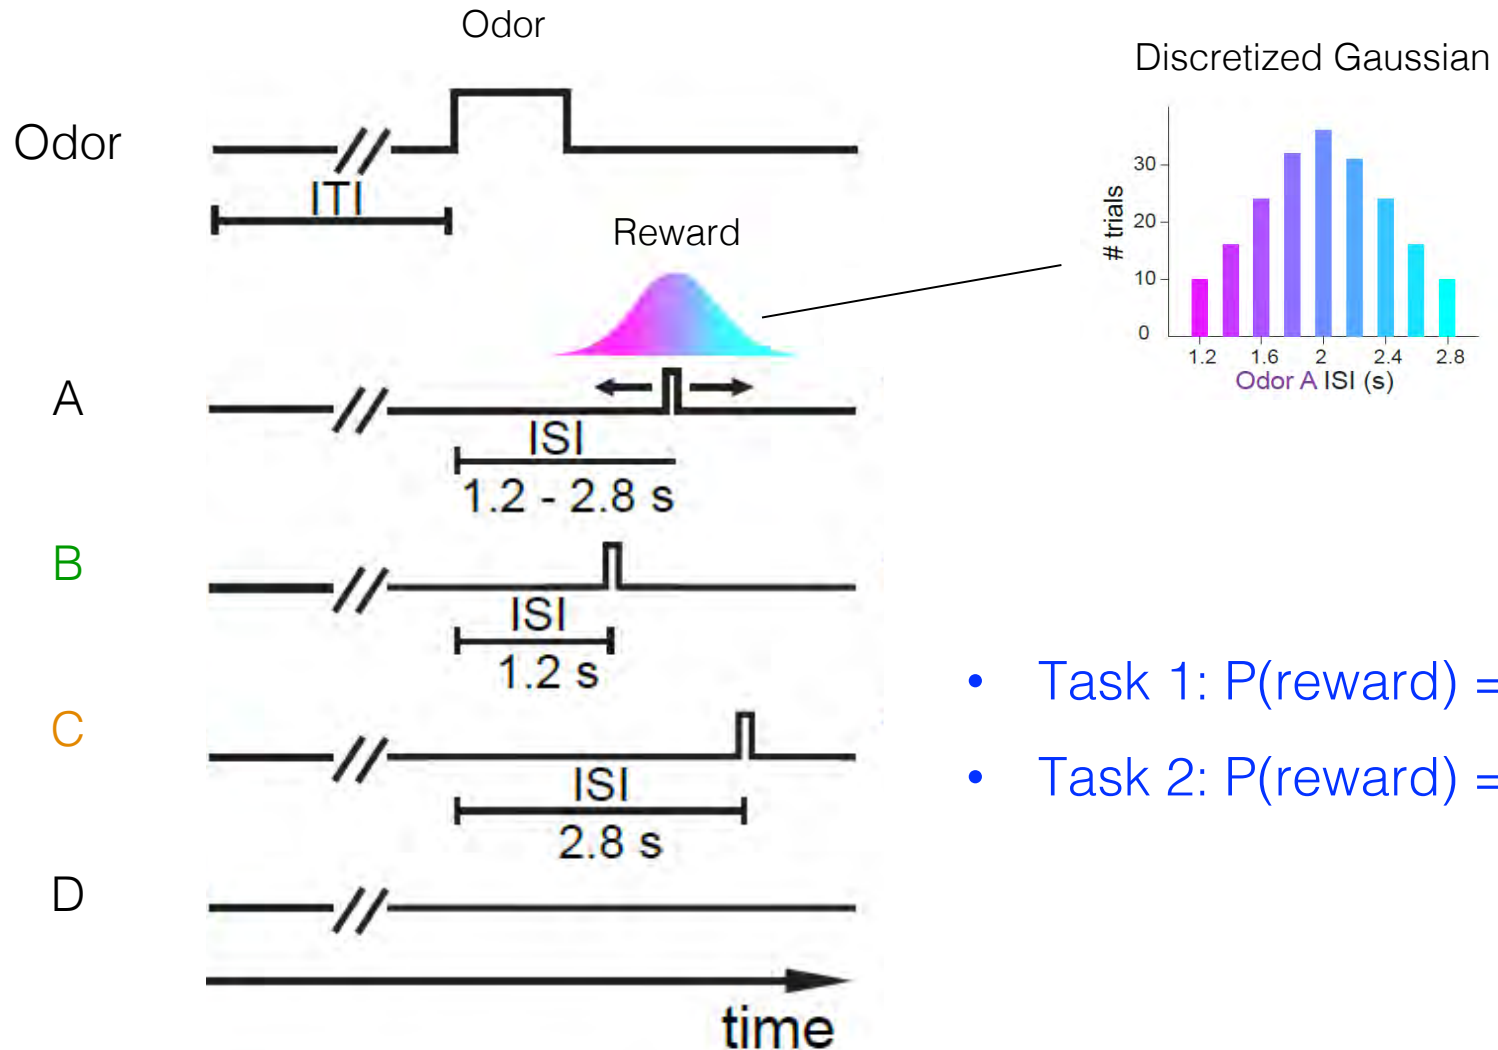 Odor
Odor
ITI
Reward
A
ISI
1.2 - 2.8 s
B
ISI
1.2 s
C
ISI
2.8 s
D
time
Discretized Gaussian
# trials
30
20
10
0
1.2 1.6 2 2.4 2.8
Odor A ISI (s)
• Task 1: P(reward) =
• Task 2: P(reward) =